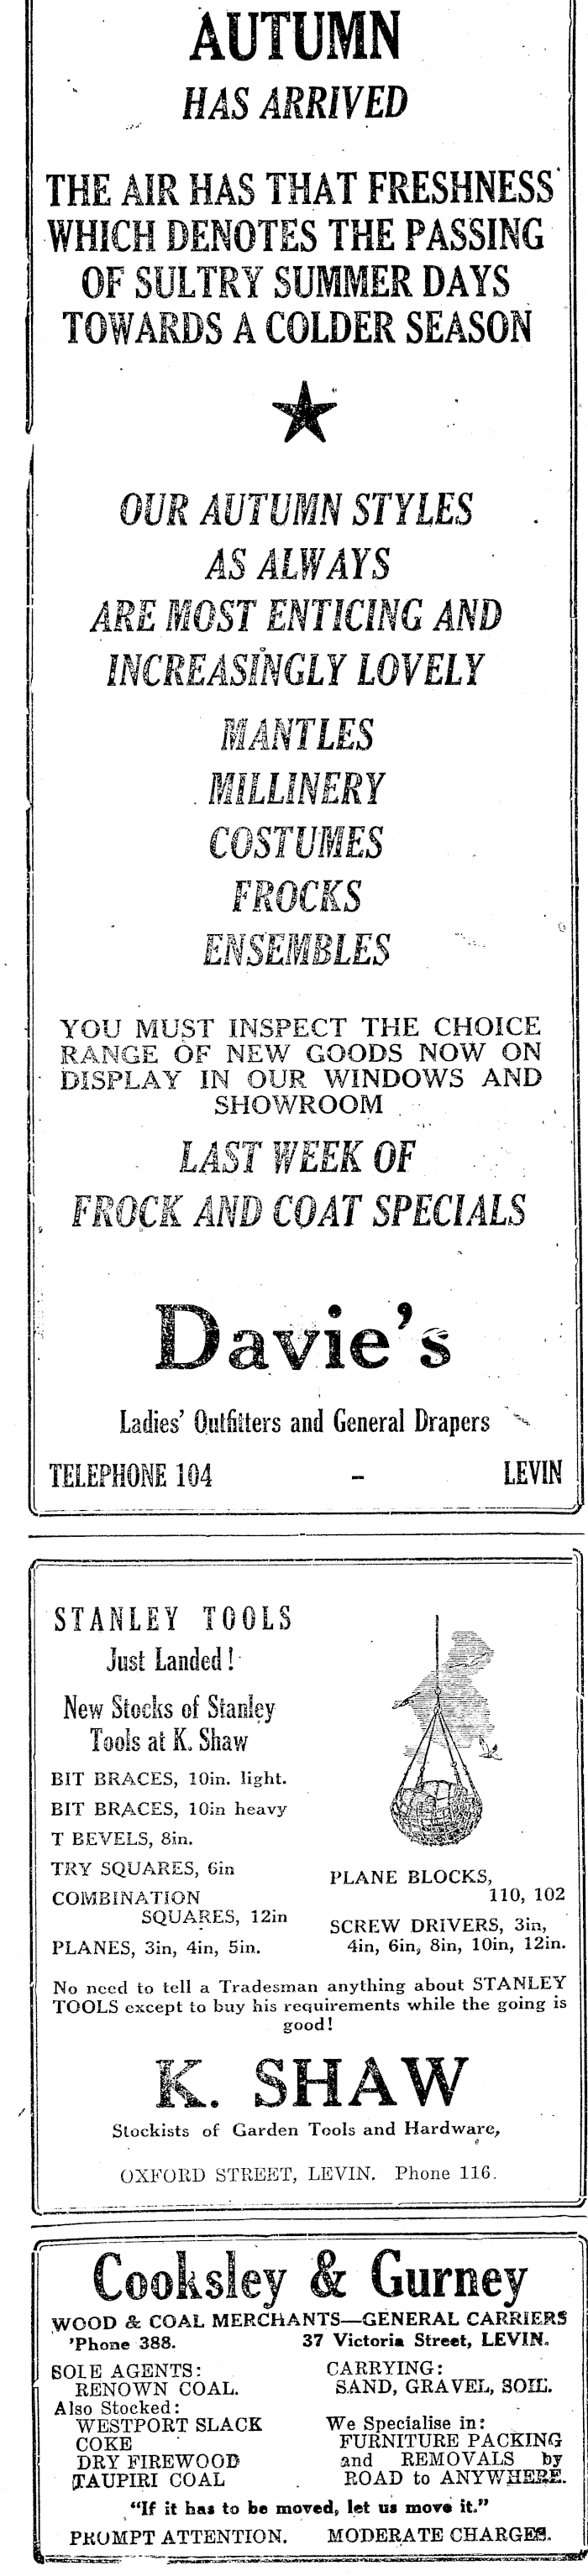 AUTUMN
HAS ARRIVED
THE AIR HAS THAT FRESHNESS
WHICH DENOTES THE PASSING
OF SULTRY SUMMER DAYS
TOWARDS A COLDER SEASON
OUR AUTUMN STYLES
AS ALWAYS
ARE MOST ENTICING AND
INCREASINGLY LOVELY
MANTLES
MILLINERY
COSTUMES
FROCKS
ENSEMBLES
YOU MUST INSPECT THE CHOICE
RANGE OF NEW GOODS NOW ON
DISPLAY IN OUR WINDOWS AND
SHOWROOM
LAST WEEK OF
FROCK AND COAT SPECIALS
Davie's
Ladies' Outfitters and General Drapers
TELEPHONE 104 - LEVIN
STANLEY TOOLS
Just Landed!
New Stocks of Stanley
Tools at K. Shaw
BIT BRACES, 10in. light.
BIT BRACES, 10in heavy
T BEVELS, 8in.
TRY SQUARES, 6in
COMBINATION
SQUARES, 12in
PLANES, 3in, 4in, 5in.
PLANE BLOCKS,
110, 102
SCREW DRIVERS, 3in,
4in, 6in, 8in, 10in, 12in.
No need to tell a Tradesman anything about STANLEY
TOOLS except to buy his requirements while the going is
good!
K. SHAW
Stockists of Garden Tools and Hardware,
OXFORD STREET, LEVIN. Phone 116.
Cooksley & Gurney
WOOD & COAL MERCHANTS—GENERAL CARRIERS
'Phone 388. 37 Victoria Street, LEVIN.
SOLE AGENTS:
RENOWN COAL.
Also Stocked:
WESTPORT SLACK
COKE
DRY FIREWOOD
TAUPIRI COAL
CARRYING:
SAND, GRAVEL, SOIL.
We Specialise in:
FURNITURE PACKING
and REMOVALS by
ROAD to ANYWHERE.
"If it has to be moved, let us move it."
PROMPT ATTENTION. MODERATE CHARGES.